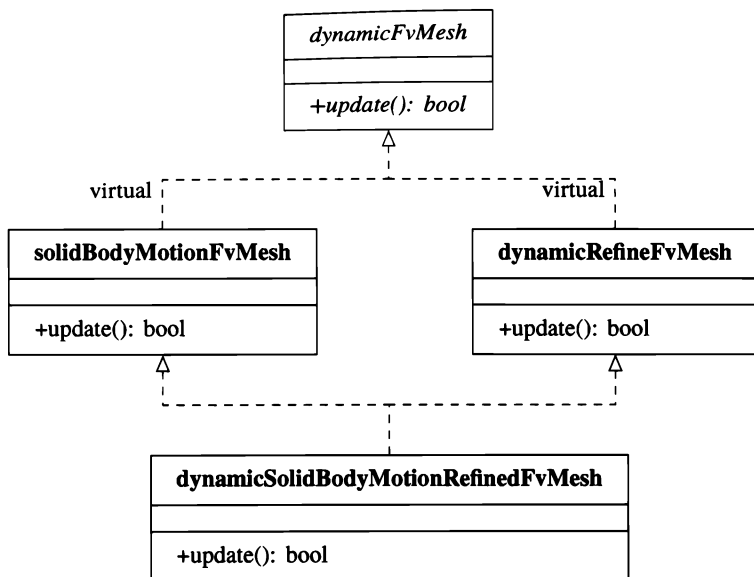 dynamicFvMesh
+update(): bool
virtual
virtual
solidBodyMotionFvMesh
+update(): bool
dynamicRefineFvMesh
+update(): bool
dynamicSolidBodyMotionRefinedFvMesh
+update(): bool